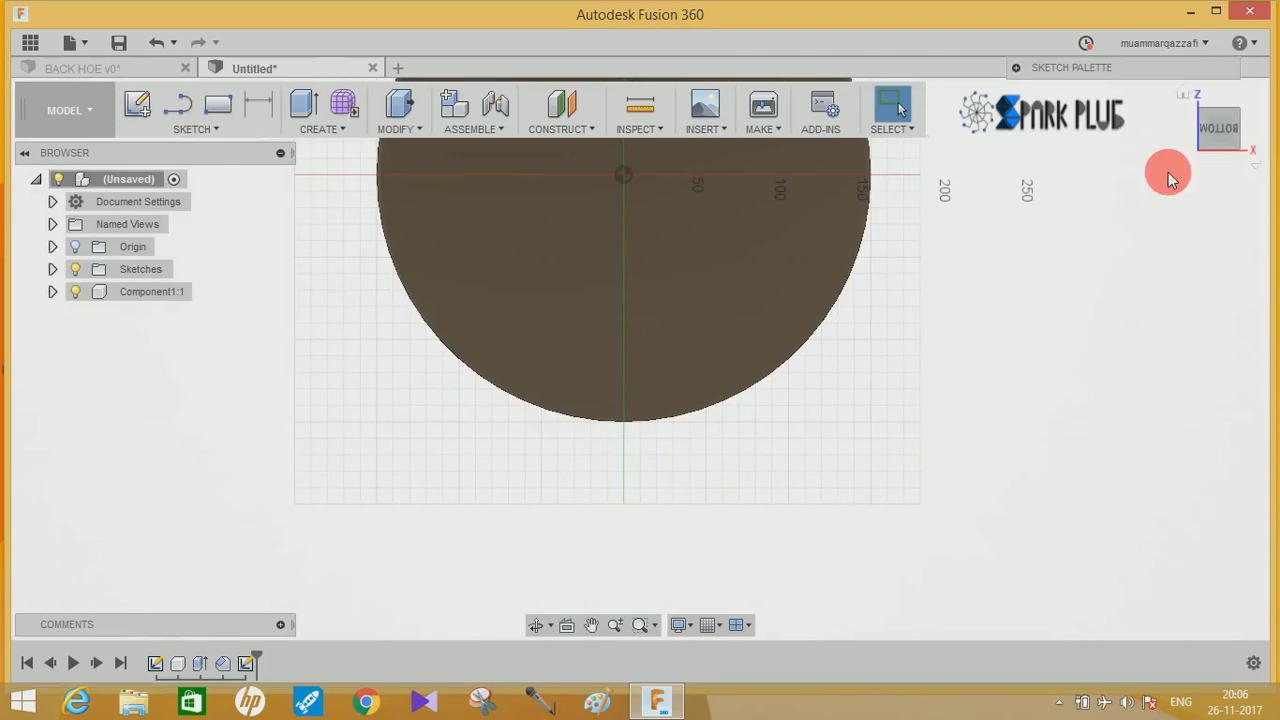 Autodesk Fusion 360
muammarqazzafi
BACK HOE v0*
Untitled*
SKETCH PALETTE
MODEL
SKETCH
CREATE
MODIFY
ASSEMBLE
CONSTRUCT
INSPECT
INSERT
MAKE
ADD-INS
SELECT
SPARK PLUG
Z
BOTTOM
X
BROWSER
(Unsaved)
Document Settings
Named Views
Origin
Sketches
Component1:1
50
100
150
200
250
COMMENTS
ENG
20:06
26-11-2017